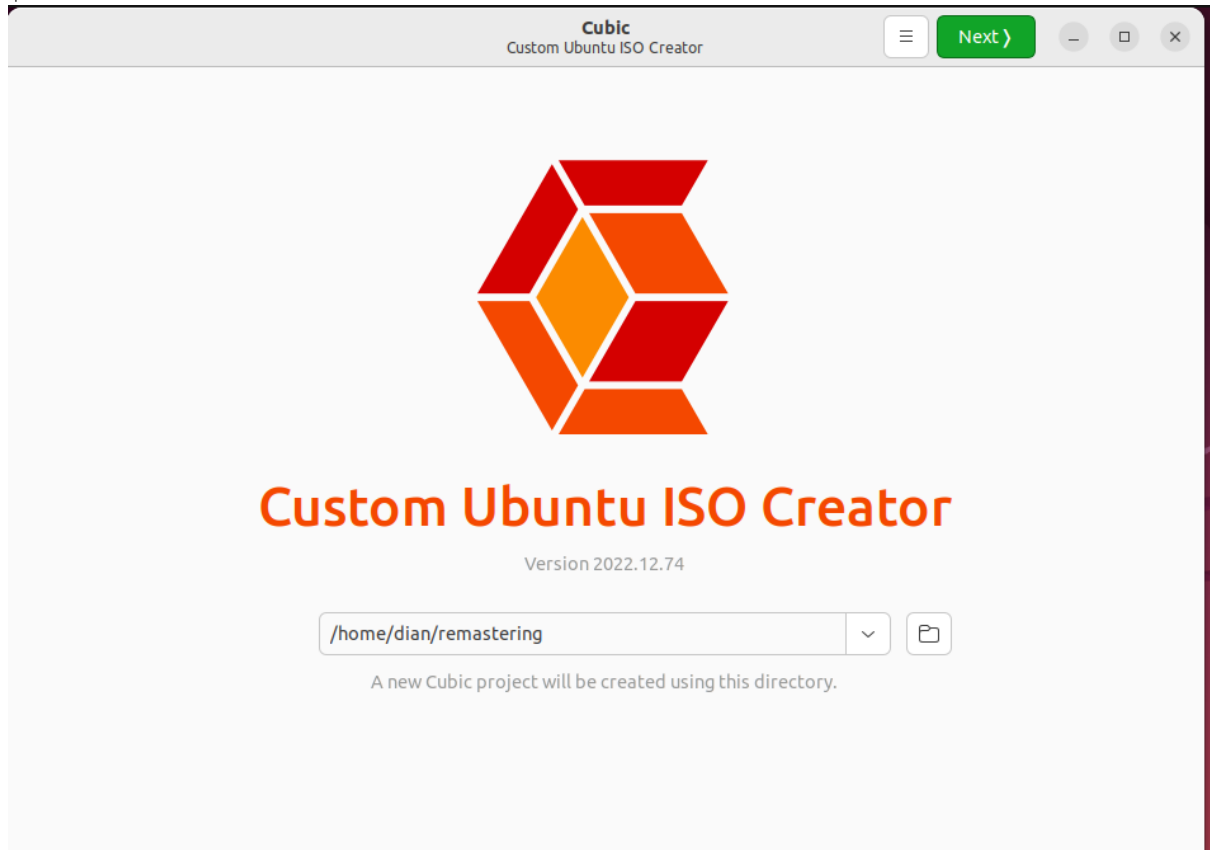 Cubic
Custom Ubuntu ISO Creator
Next ❭
Custom Ubuntu ISO Creator
Version 2022.12.74
/home/dian/remastering
A new Cubic project will be created using this directory.